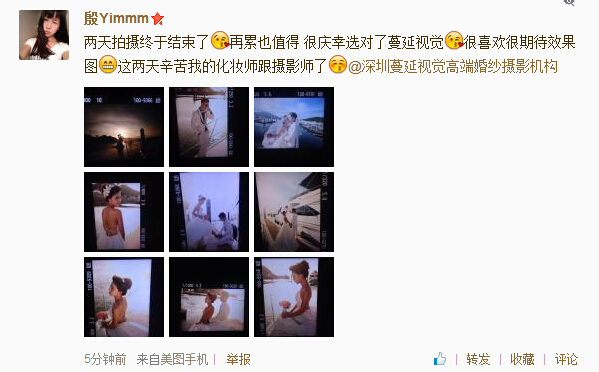 殷Yimmm
两天拍摄终于结束了😘再累也值得 很庆幸选对了蔓延视觉😘很喜欢很期待效果
图😁这两天辛苦我的化妆师跟摄影师了😚@深圳蔓延视觉高端婚纱摄影机构
5分钟前 来自美图手机 | 举报
| 转发 | 收藏 | 评论